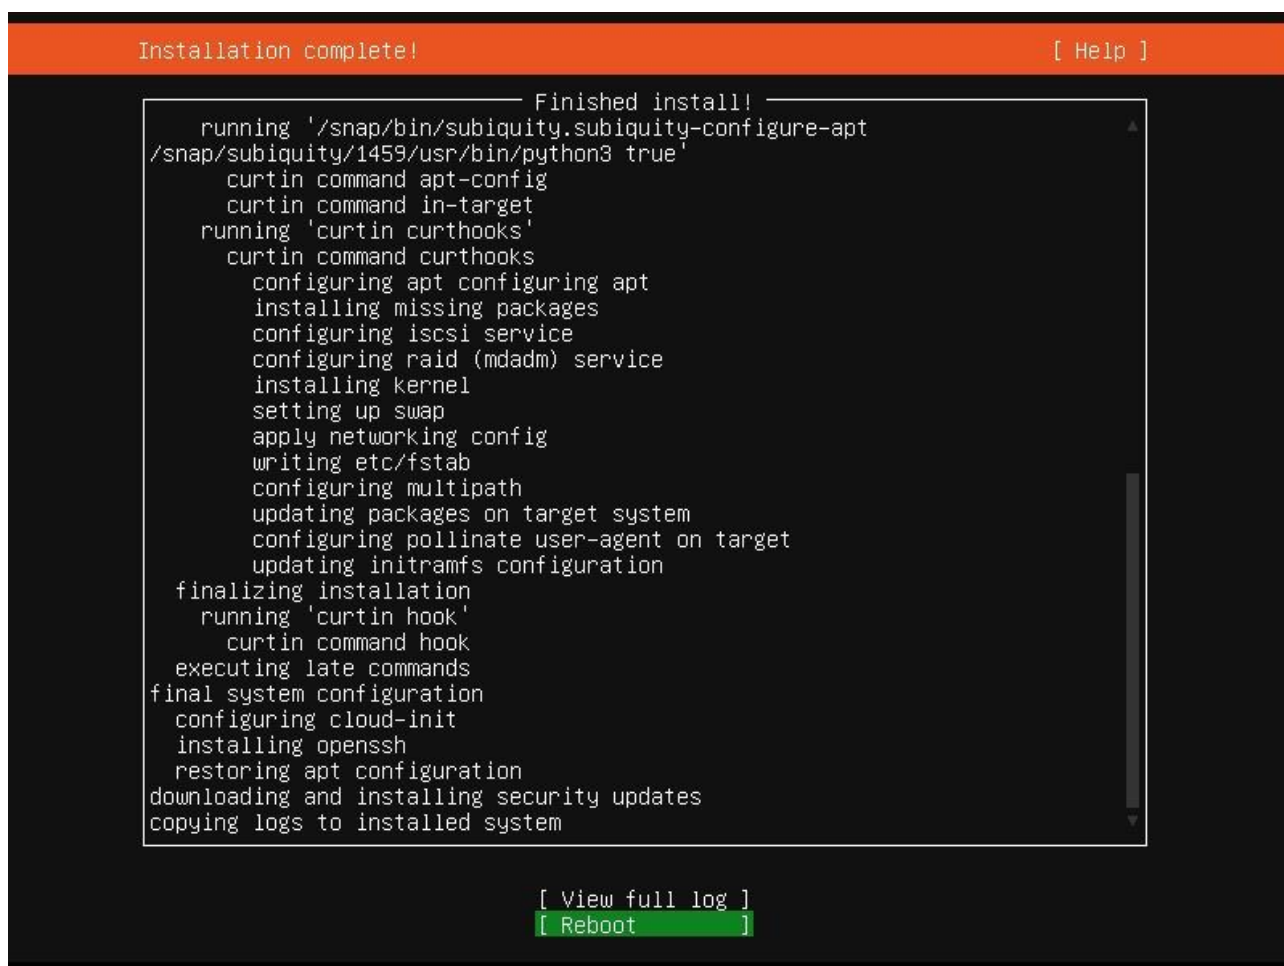 Installation complete! [ Help ]
Finished install!
running '/snap/bin/subiquity.subiquity-configure-apt
/snap/subiquity/1459/usr/bin/python3 true'
curtin command apt-config
curtin command in-target
running 'curtin curthooks'
curtin command curthooks
configuring apt configuring apt
installing missing packages
configuring iscsi service
configuring raid (mdadm) service
installing kernel
setting up swap
apply networking config
writing etc/fstab
configuring multipath
updating packages on target system
configuring pollinate user-agent on target
updating initramfs configuration
finalizing installation
running 'curtin hook'
curtin command hook
executing late commands
final system configuration
configuring cloud-init
installing openssh
restoring apt configuration
downloading and installing security updates
copying logs to installed system
[ View full log ]
[ Reboot ]